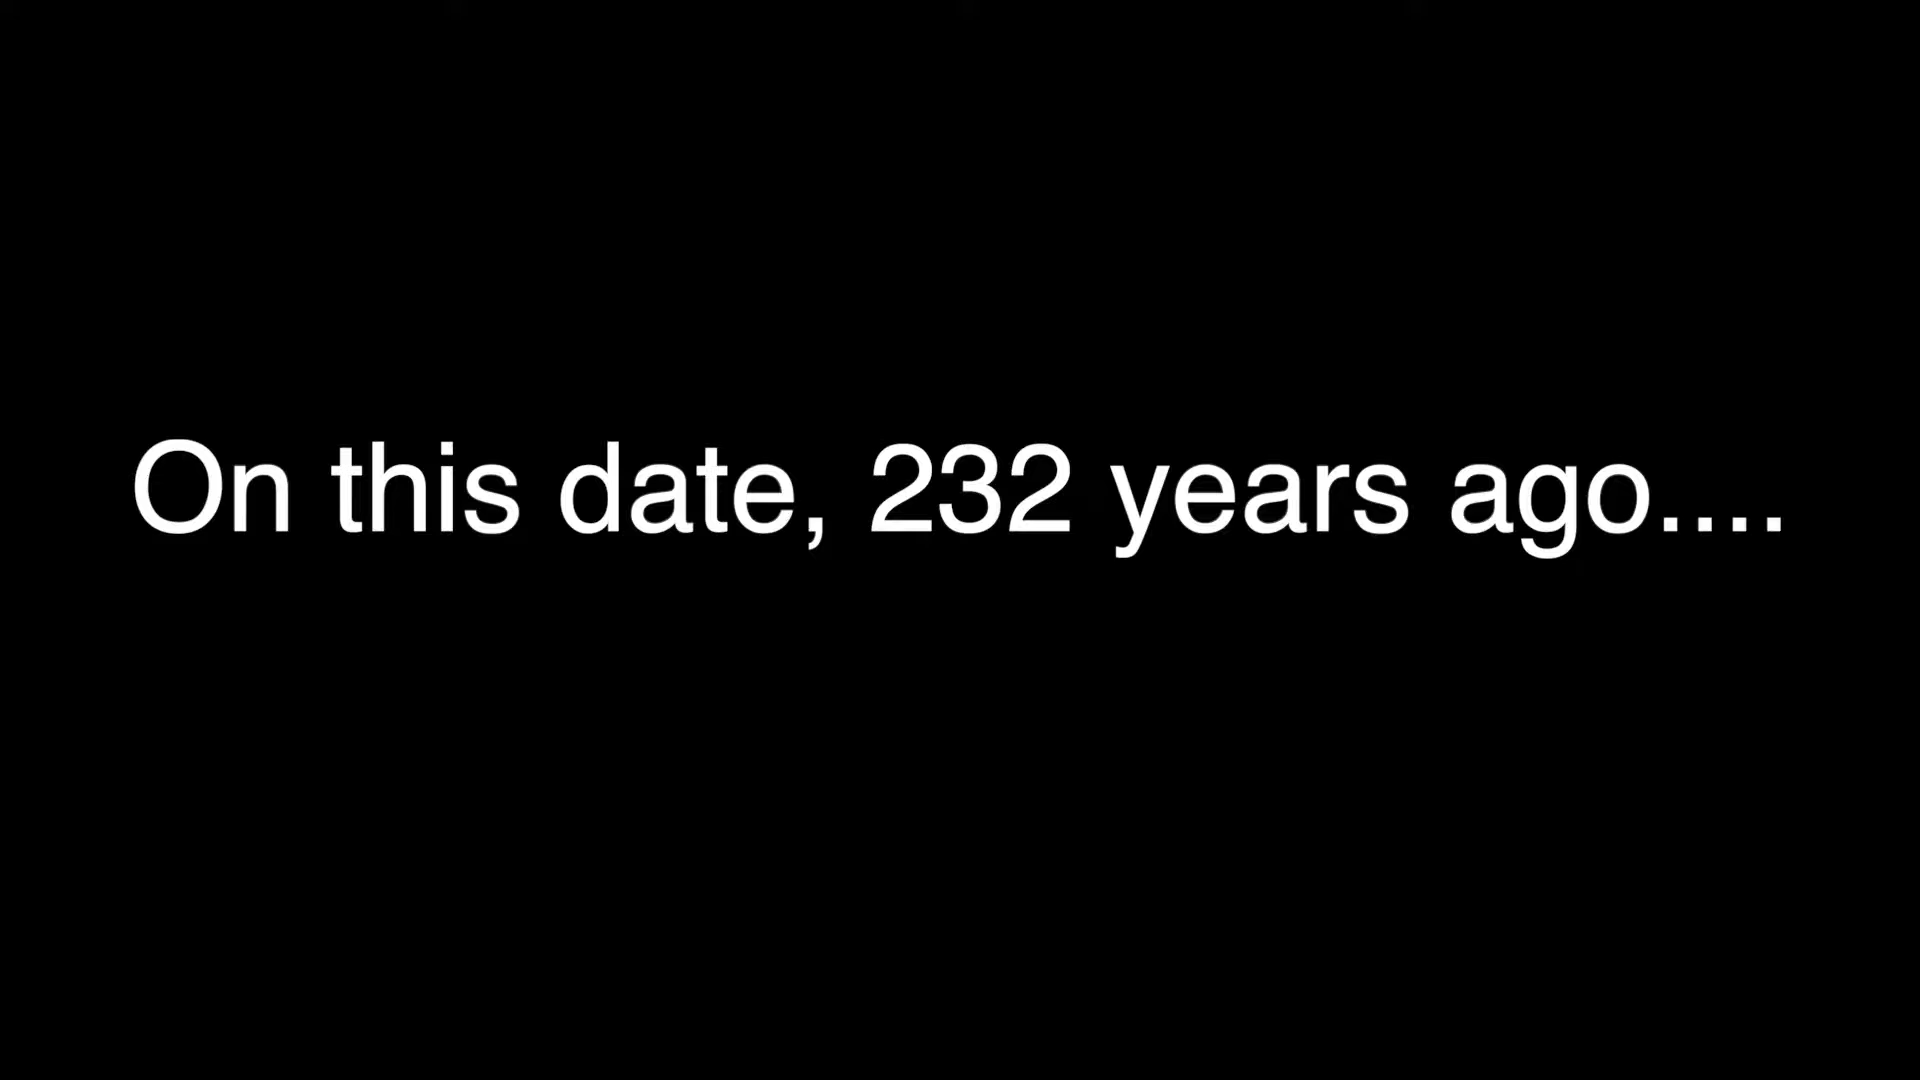 On this date, 232 years ago....